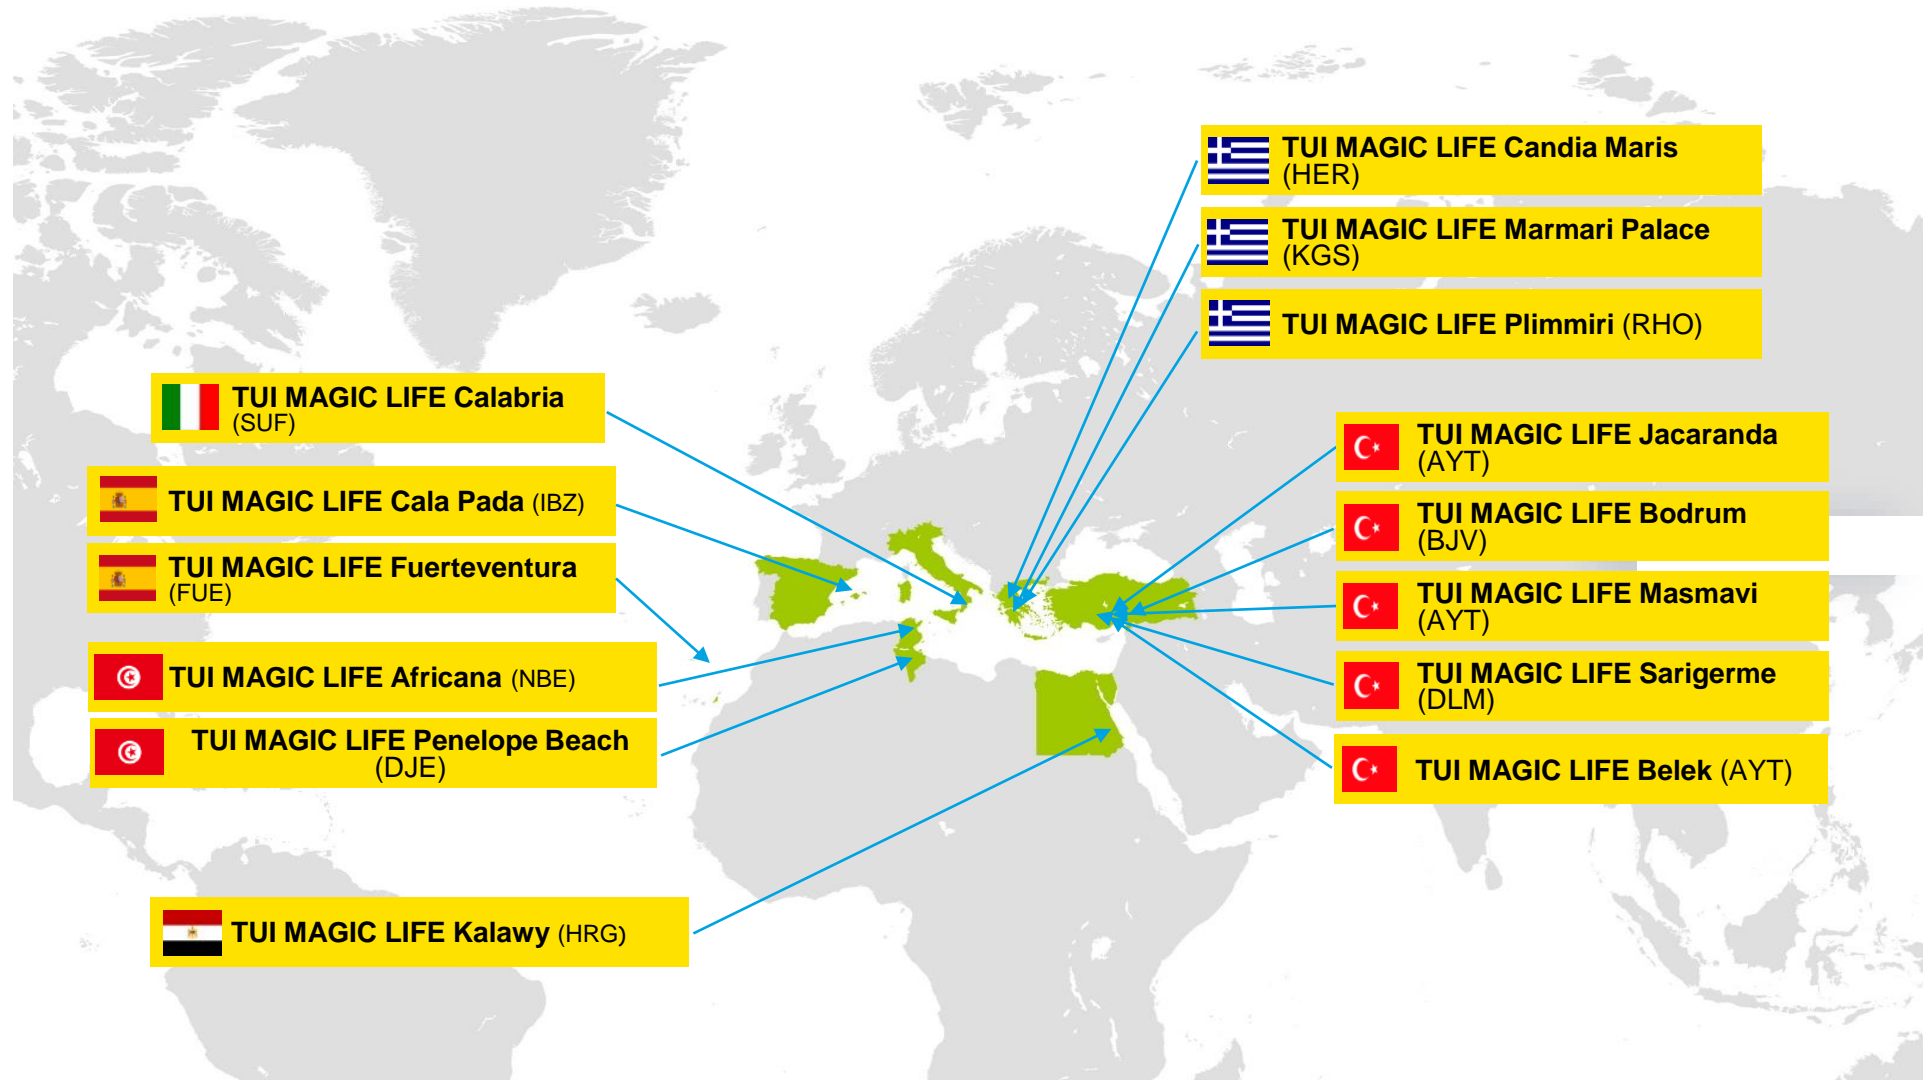 TUI MAGIC LIFE Candia Maris
(HER)
TUI MAGIC LIFE Marmari Palace
(KGS)
TUI MAGIC LIFE Plimmiri (RHO)
TUI MAGIC LIFE Calabria
(SUF)
TUI MAGIC LIFE Cala Pada (IBZ)
TUI MAGIC LIFE Fuerteventura
(FUE)
TUI MAGIC LIFE Africana (NBE)
TUI MAGIC LIFE Penelope Beach
(DJE)
TUI MAGIC LIFE Kalawy (HRG)
TUI MAGIC LIFE Jacaranda
(AYT)
TUI MAGIC LIFE Bodrum
(BJV)
TUI MAGIC LIFE Masmavi
(AYT)
TUI MAGIC LIFE Sarigerme
(DLM)
TUI MAGIC LIFE Belek (AYT)